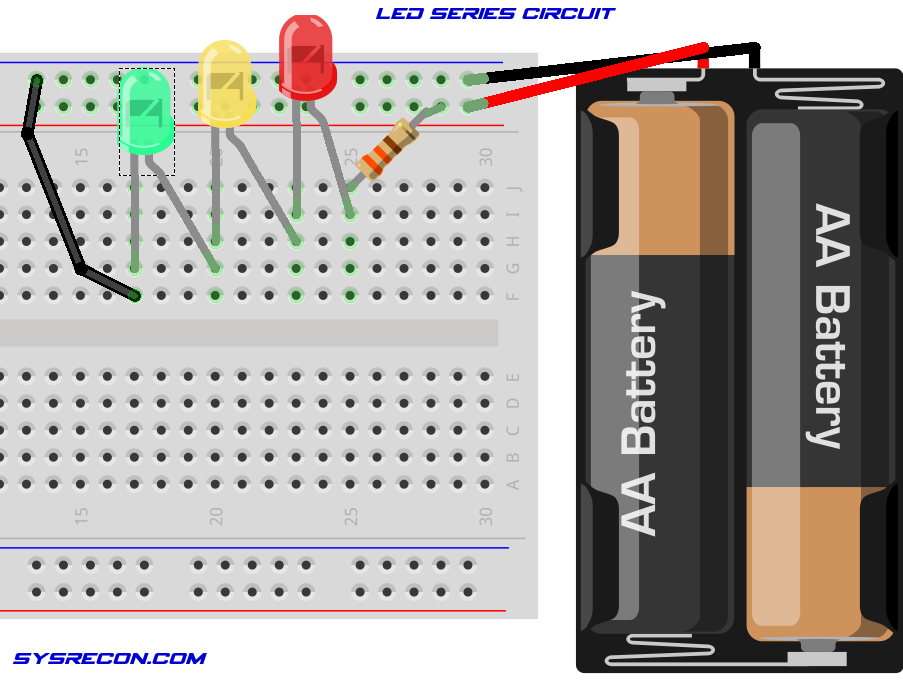 LED SERIES CIRCUIT
15 20 25 30
J
I
H
G
F
E
D
C
B
A
15 20 25 30
AA Battery
AA Battery
SYSRECON.COM